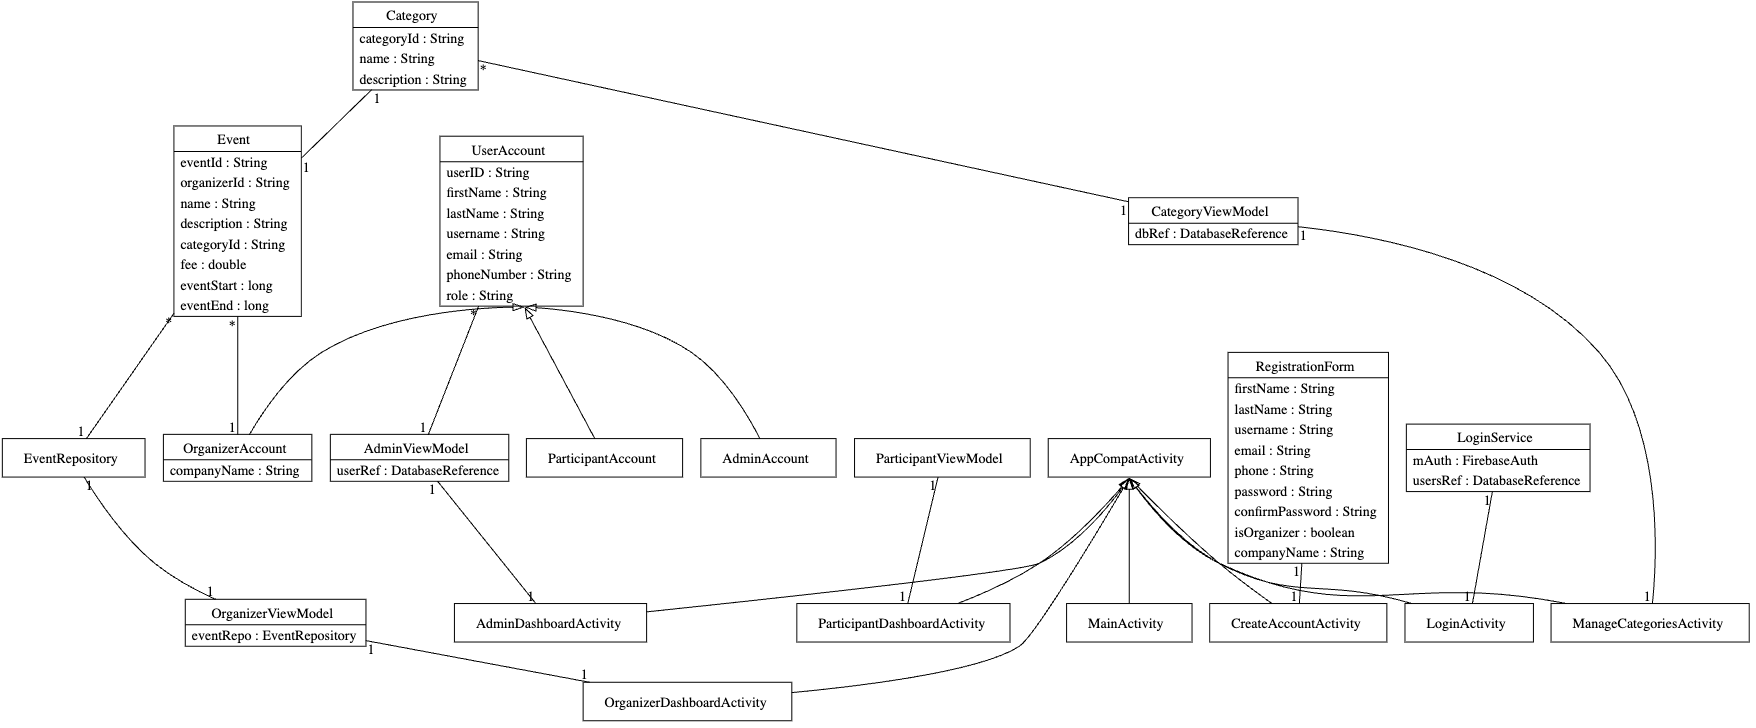 Category
categoryId : String
name : String
description : String
*
1
Event
eventId : String
organizerId : String
name : String
description : String
categoryId : String
fee : double
eventStart : long
eventEnd : long
1
*
*
UserAccount
userID : String
firstName : String
lastName : String
username : String
email : String
phoneNumber : String
role : String
*
1
CategoryViewModel
dbRef : DatabaseReference
1
RegistrationForm
firstName : String
lastName : String
username : String
email : String
phone : String
password : String
confirmPassword : String
isOrganizer : boolean
companyName : String
1
1
EventRepository
1
1
OrganizerAccount
companyName : String
1
AdminViewModel
userRef : DatabaseReference
1
ParticipantAccount
AdminAccount
ParticipantViewModel
1
AppCompatActivity
LoginService
mAuth : FirebaseAuth
usersRef : DatabaseReference
1
1
OrganizerViewModel
eventRepo : EventRepository
1
1
AdminDashboardActivity
1
ParticipantDashboardActivity
MainActivity
1
CreateAccountActivity
1
LoginActivity
1
ManageCategoriesActivity
1
OrganizerDashboardActivity